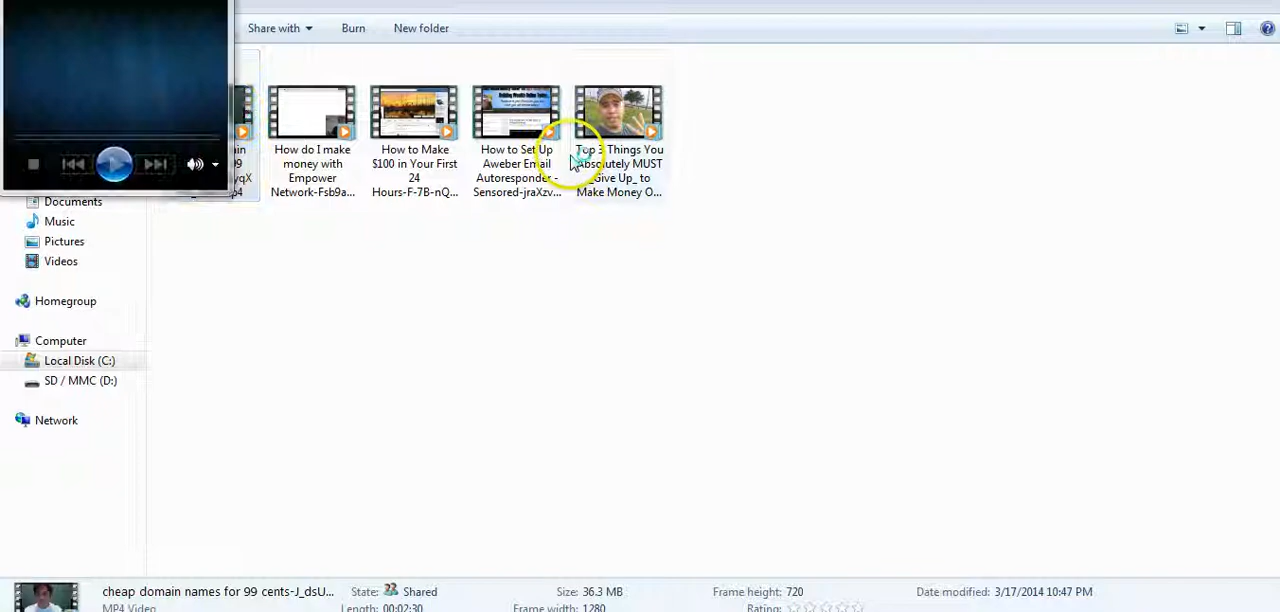 Share with
Burn
New folder
How do I make
money with
Empower
Network-Fsb9a...
How to Make
$100 in Your First
24
Hours-F-7B-nQ...
How to Set Up
Aweber Email
Autoresponder -
Sensored-jraXzv...
Top 3 Things You
Absolutely MUST
_Give Up_ to
Make Money O...
Documents
Music
Pictures
Videos
Homegroup
Computer
Local Disk (C:)
SD / MMC (D:)
Network
cheap domain names for 99 cents-J_dsU...
State: Shared
Size: 36.3 MB
Frame height: 720
Date modified: 3/17/2014 10:47 PM
MP4 Video
Length: 00:02:30
Frame width: 1280
Rating: